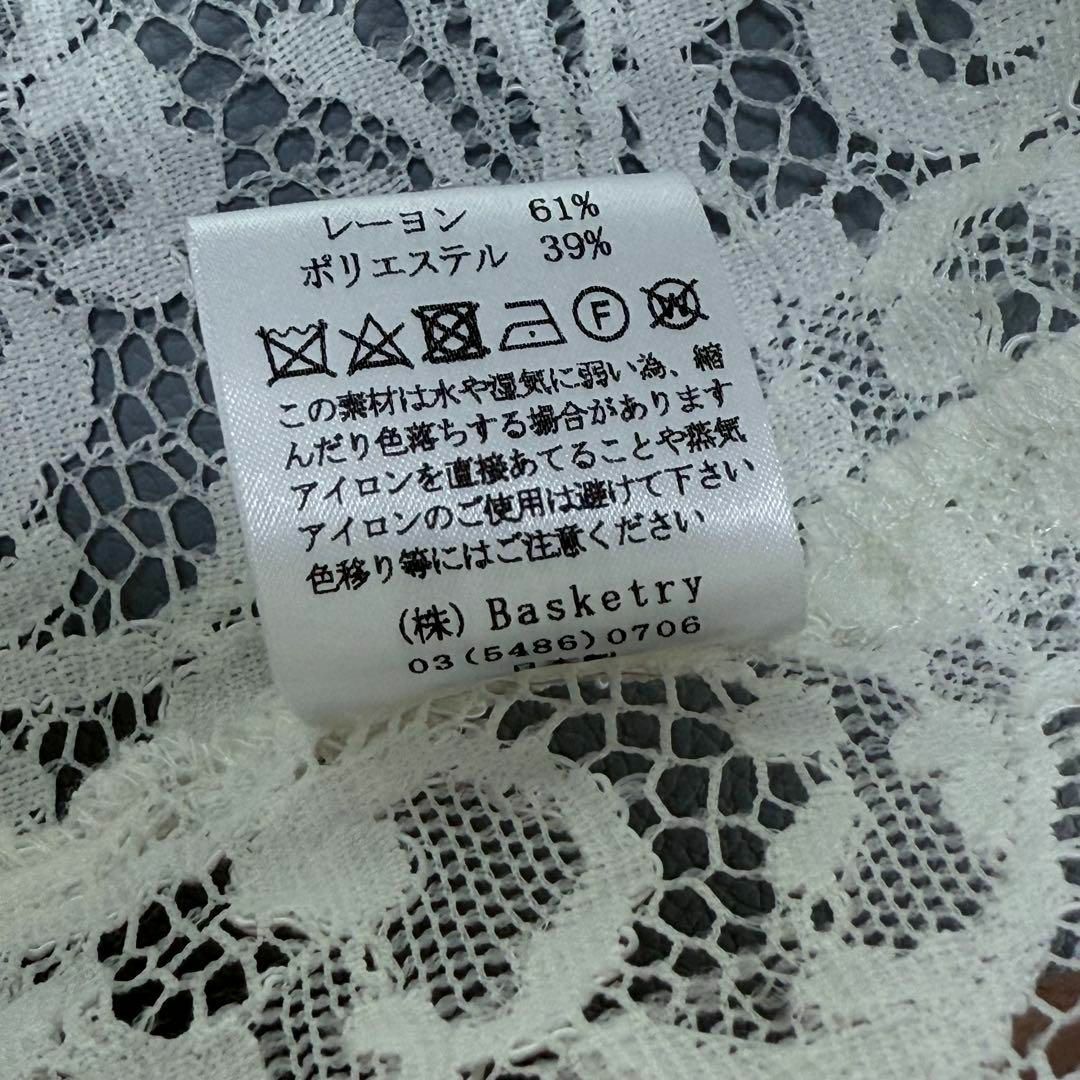 レーヨン 61%
ポリエステル 39%
F W
この素材は水や湿気に弱い為、縮
んだり色落ちする場合があります
アイロンを直接あてることや蒸気
アイロンのご使用は避けて下さい
色移り等にはご注意ください
(株) Basketry
03(5486)0706